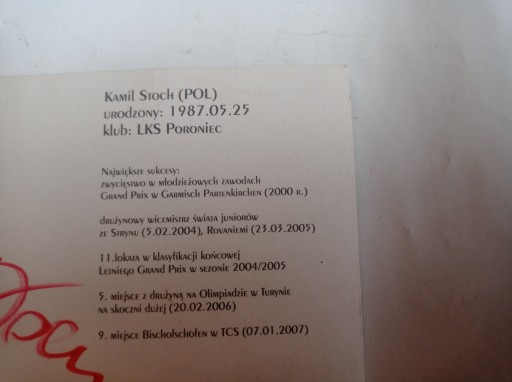 Kamil Stoch (POL)
urodzony: 1987.05.25
klub: LKS Poroniec
Największe sukcesy:
zwycięstwo w młodzieżowych zawodach
Grand Prix w Garmisch Partenkirchen (2000 r.)
drużynowy wicemistrz świata juniorów
ze Strynu (5.02.2004), Rovaniemi (23.03.2005)
11.lokata w klasyfikacji końcowej
Letniego Grand Prix w sezonie 2004/2005
5. miejsce z drużyną na Olimpiadzie w Turynie
na skoczni dużej (20.02.2006)
9. miejsce Bischofschofen w TCS (07.01.2007)
Stoch